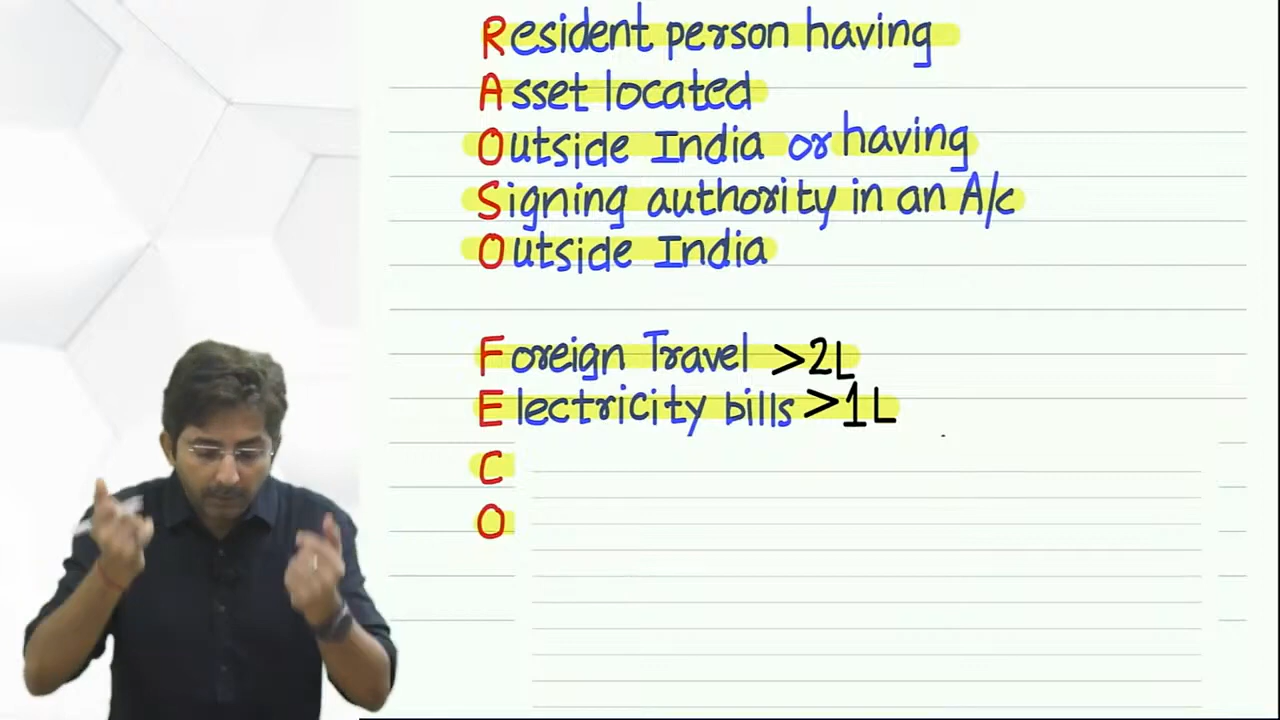 Resident person having
Asset located
Outside India or having
Signing authority in an A/c
Outside India
Foreign Travel >2L
Electricity bills >1L
C
O